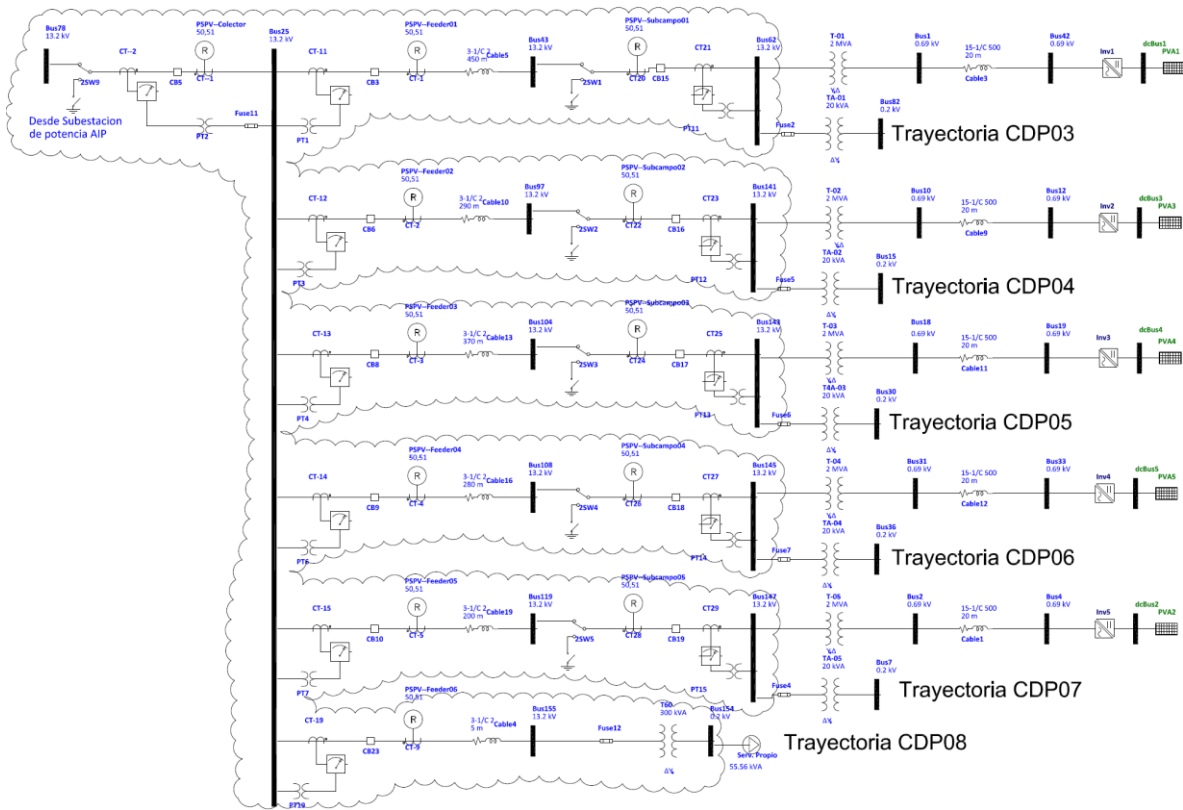 Bus78
13.2 kV
CT--2
PSPV--Colector
50,51
R
Bus25
13.2 kV
CT-11
PSPV--Feeder01
50,51
R
3-1/C 2
450 m
Cable5
Bus43
13.2 kV
PSPV--Subcampo01
50,51
R
CT21
Bus62
13.2 kV
T-01
2 MVA
Bus1
0.69 kV
15-1/C 500
20 m
Cable3
Bus42
0.69 kV
Inv1
dcBus1
PVA1
2SW9
CB5
CT--1
CB3
CT-1
2SW1
CT20
CB15
Desde Subestacion
de potencia AIP
PT2
Fuse11
PT1
PT11
Fuse2
TA-01
20 kVA
Bus82
0.2 kV
Trayectoria CDP03
CT-12
PSPV--Feeder02
50,51
R
3-1/C 2
290 m
Cable10
Bus97
13.2 kV
PSPV--Subcampo02
50,51
R
CT23
Bus141
13.2 kV
T-02
2 MVA
Bus10
0.69 kV
15-1/C 500
20 m
Cable9
Bus12
0.69 kV
Inv2
dcBus3
PVA3
CB6
CT-2
2SW2
CT22
CB16
PT3
PT12
Fuse5
TA-02
20 kVA
Bus15
0.2 kV
Trayectoria CDP04
CT-13
PSPV--Feeder03
50,51
R
3-1/C 2
370 m
Cable13
Bus104
13.2 kV
PSPV--Subcampo03
50,51
R
CT25
Bus143
13.2 kV
T-03
2 MVA
Bus18
0.69 kV
15-1/C 500
20 m
Cable11
Bus19
0.69 kV
Inv3
dcBus4
PVA4
CB8
CT-3
2SW3
CT24
CB17
PT4
PT13
Fuse6
T4A-03
20 kVA
Bus30
0.2 kV
Trayectoria CDP05
CT-14
PSPV--Feeder04
50,51
R
3-1/C 2
280 m
Cable16
Bus108
13.2 kV
PSPV--Subcampo04
50,51
R
CT27
Bus145
13.2 kV
T-04
2 MVA
Bus31
0.69 kV
15-1/C 500
20 m
Cable12
Bus33
0.69 kV
Inv4
dcBus5
PVA5
CB9
CT-4
2SW4
CT26
CB18
PT6
PT14
Fuse7
TA-04
20 kVA
Bus36
0.2 kV
Trayectoria CDP06
CT-15
PSPV--Feeder05
50,51
R
3-1/C 2
200 m
Cable19
Bus119
13.2 kV
PSPV--Subcampo05
50,51
R
CT29
Bus147
13.2 kV
T-05
2 MVA
Bus2
0.69 kV
15-1/C 500
20 m
Cable1
Bus4
0.69 kV
Inv5
dcBus2
PVA2
CB10
CT-5
2SW5
CT28
CB19
PT7
PT15
Fuse4
TA-05
20 kVA
Bus7
0.2 kV
Trayectoria CDP07
CT-19
PSPV--Feeder06
50,51
R
3-1/C 2
5 m
Cable4
Bus155
13.2 kV
Fuse12
T60
300 kVA
Bus154
0.2 kV
CB23
CT-9
Serv. Propio
55.56 kVA
Trayectoria CDP08
PT19